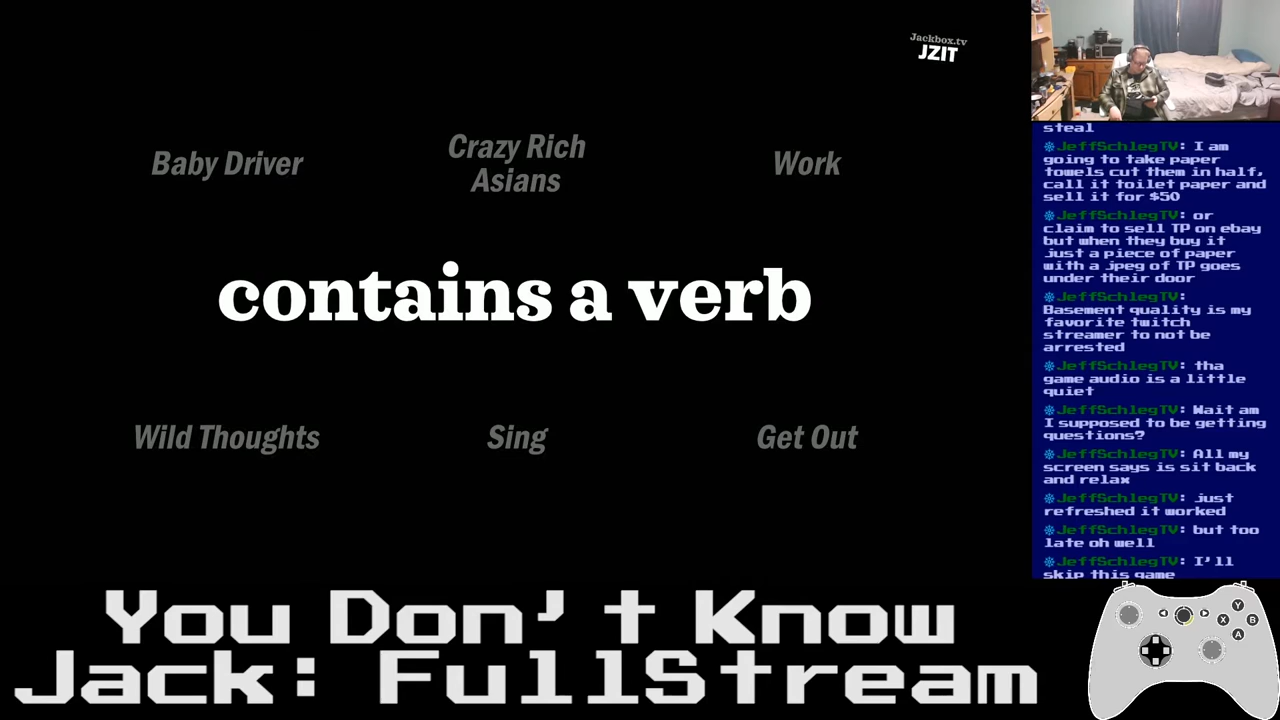 Jackbox.tv
JZIT
Baby Driver
Crazy Rich
Asians
Work
contains a verb
Wild Thoughts
Sing
Get Out
steal
JeffSchlegTV: I am
going to take paper
towels cut them in half,
call it toilet paper and
sell it for $50
JeffSchlegTV: or
claim to sell TP on ebay
but when they buy it
just a piece of paper
with a jpeg of TP goes
under their door
JeffSchlegTV:
Basement quality is my
favorite twitch
streamer to not be
arrested
JeffSchlegTV: tha
game audio is a little
quiet
JeffSchlegTV: Wait am
I supposed to be getting
questions?
JeffSchlegTV: All my
screen says is sit back
and relax
JeffSchlegTV: just
refreshed it worked
JeffSchlegTV: but too
late oh well
JeffSchlegTV: I'll
skip this game
You Don't Know
Jack: FullStream
Y
X
B
A